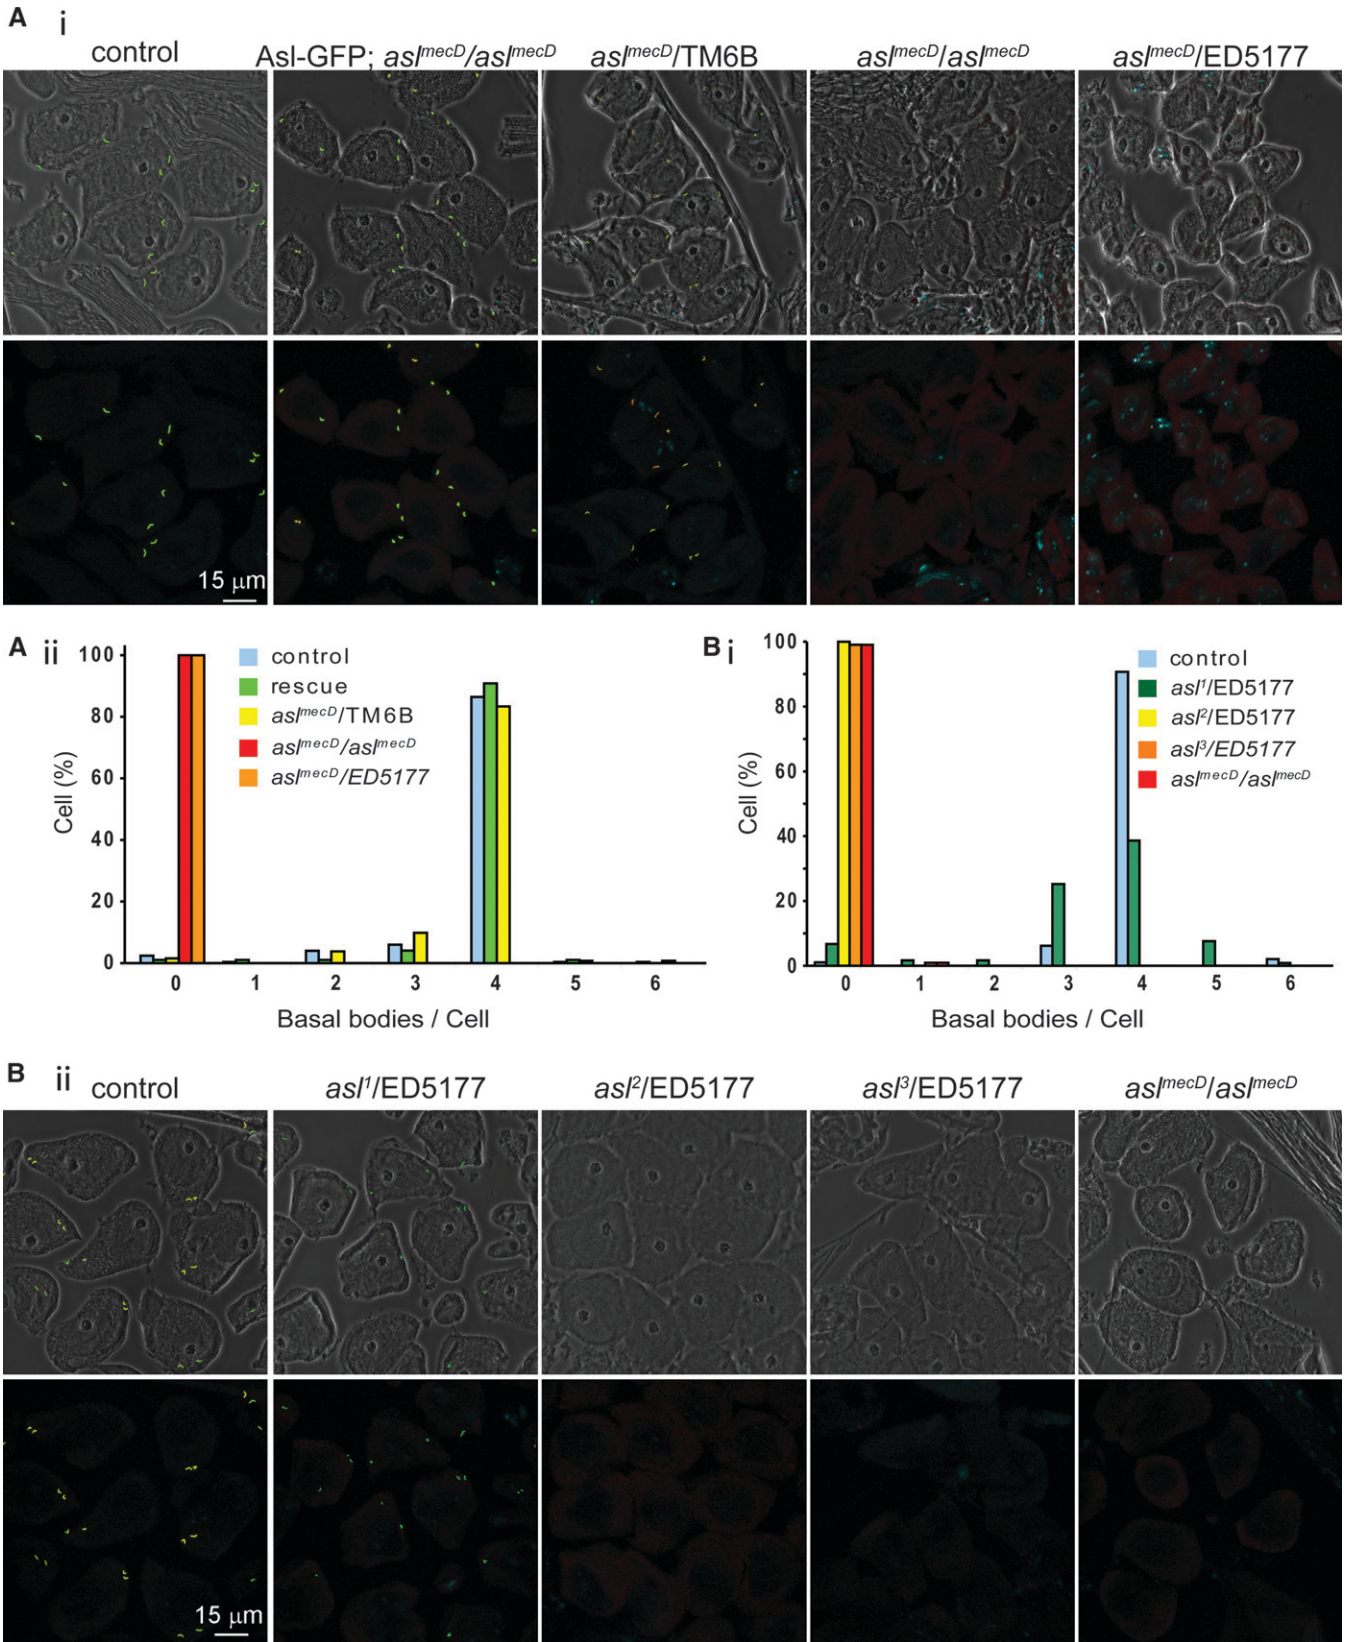 A i
control
Asl-GFP; asl^mecD/asl^mecD
asl^mecD/TM6B
asl^mecD/asl^mecD
asl^mecD/ED5177
15 μm
A ii
100
80
60
40
20
0
Cell (%)
control
rescue
asl^mecD/TM6B
asl^mecD/asl^mecD
asl^mecD/ED5177
0 1 2 3 4 5 6
Basal bodies / Cell
B i
100
80
60
40
20
0
Cell (%)
control
asl^1/ED5177
asl^2/ED5177
asl^3/ED5177
asl^mecD/asl^mecD
0 1 2 3 4 5 6
Basal bodies / Cell
B ii
control
asl^1/ED5177
asl^2/ED5177
asl^3/ED5177
asl^mecD/asl^mecD
15 μm